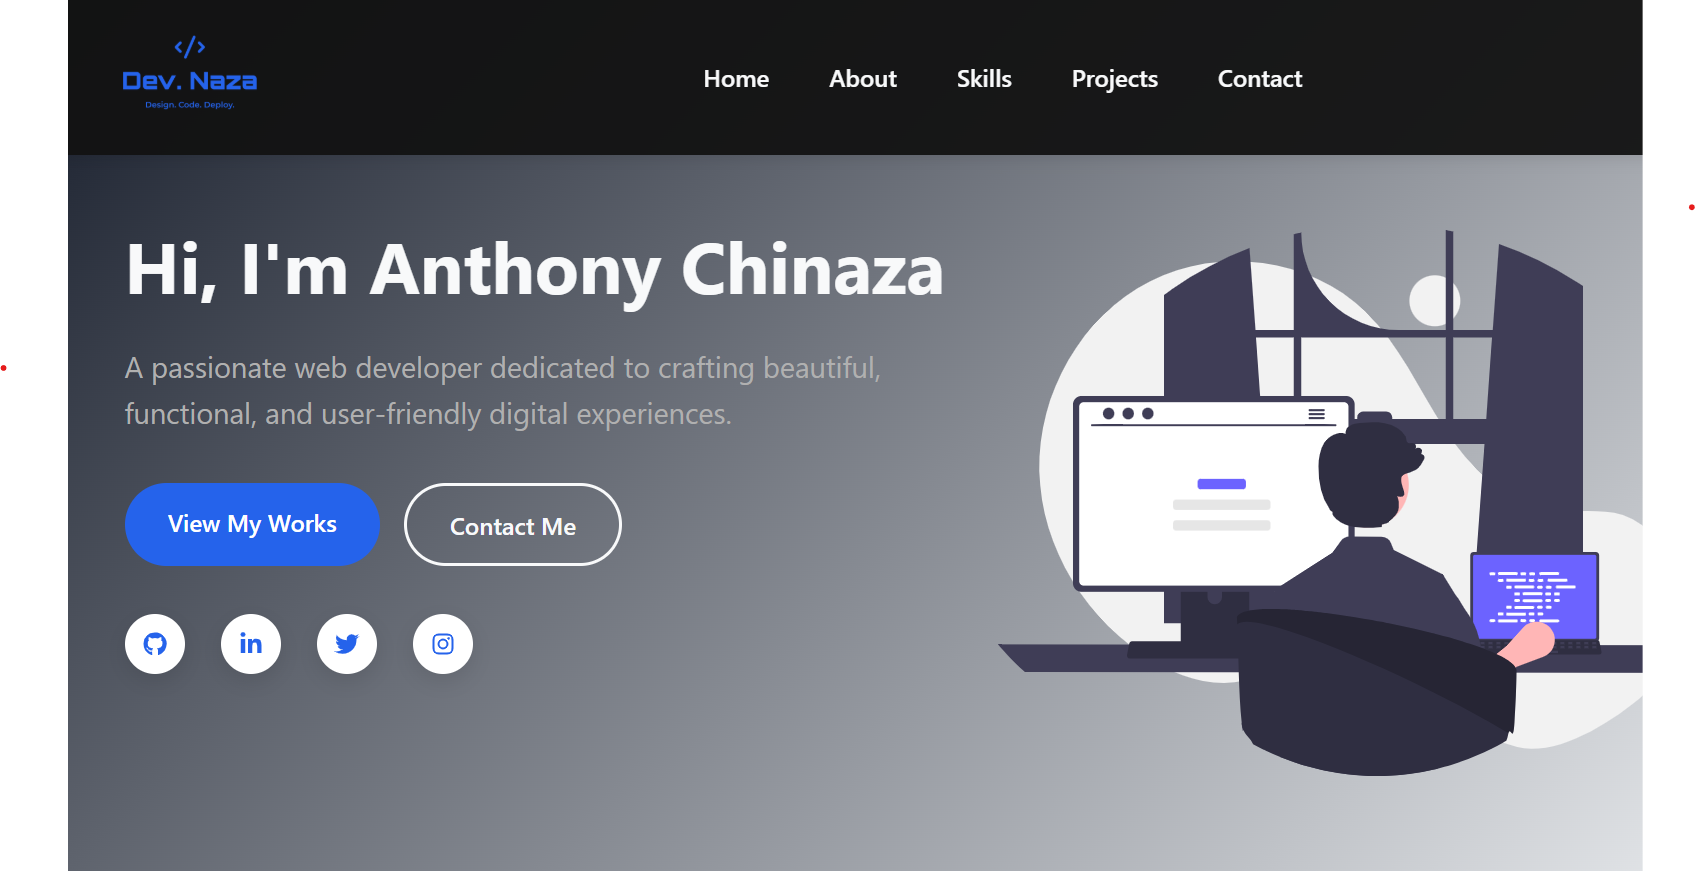 </>
Dev. Naza
Design. Code. Deploy.
Home About Skills Projects Contact
Hi, I'm Anthony Chinaza
A passionate web developer dedicated to crafting beautiful,
functional, and user-friendly digital experiences.
View My Works Contact Me
in